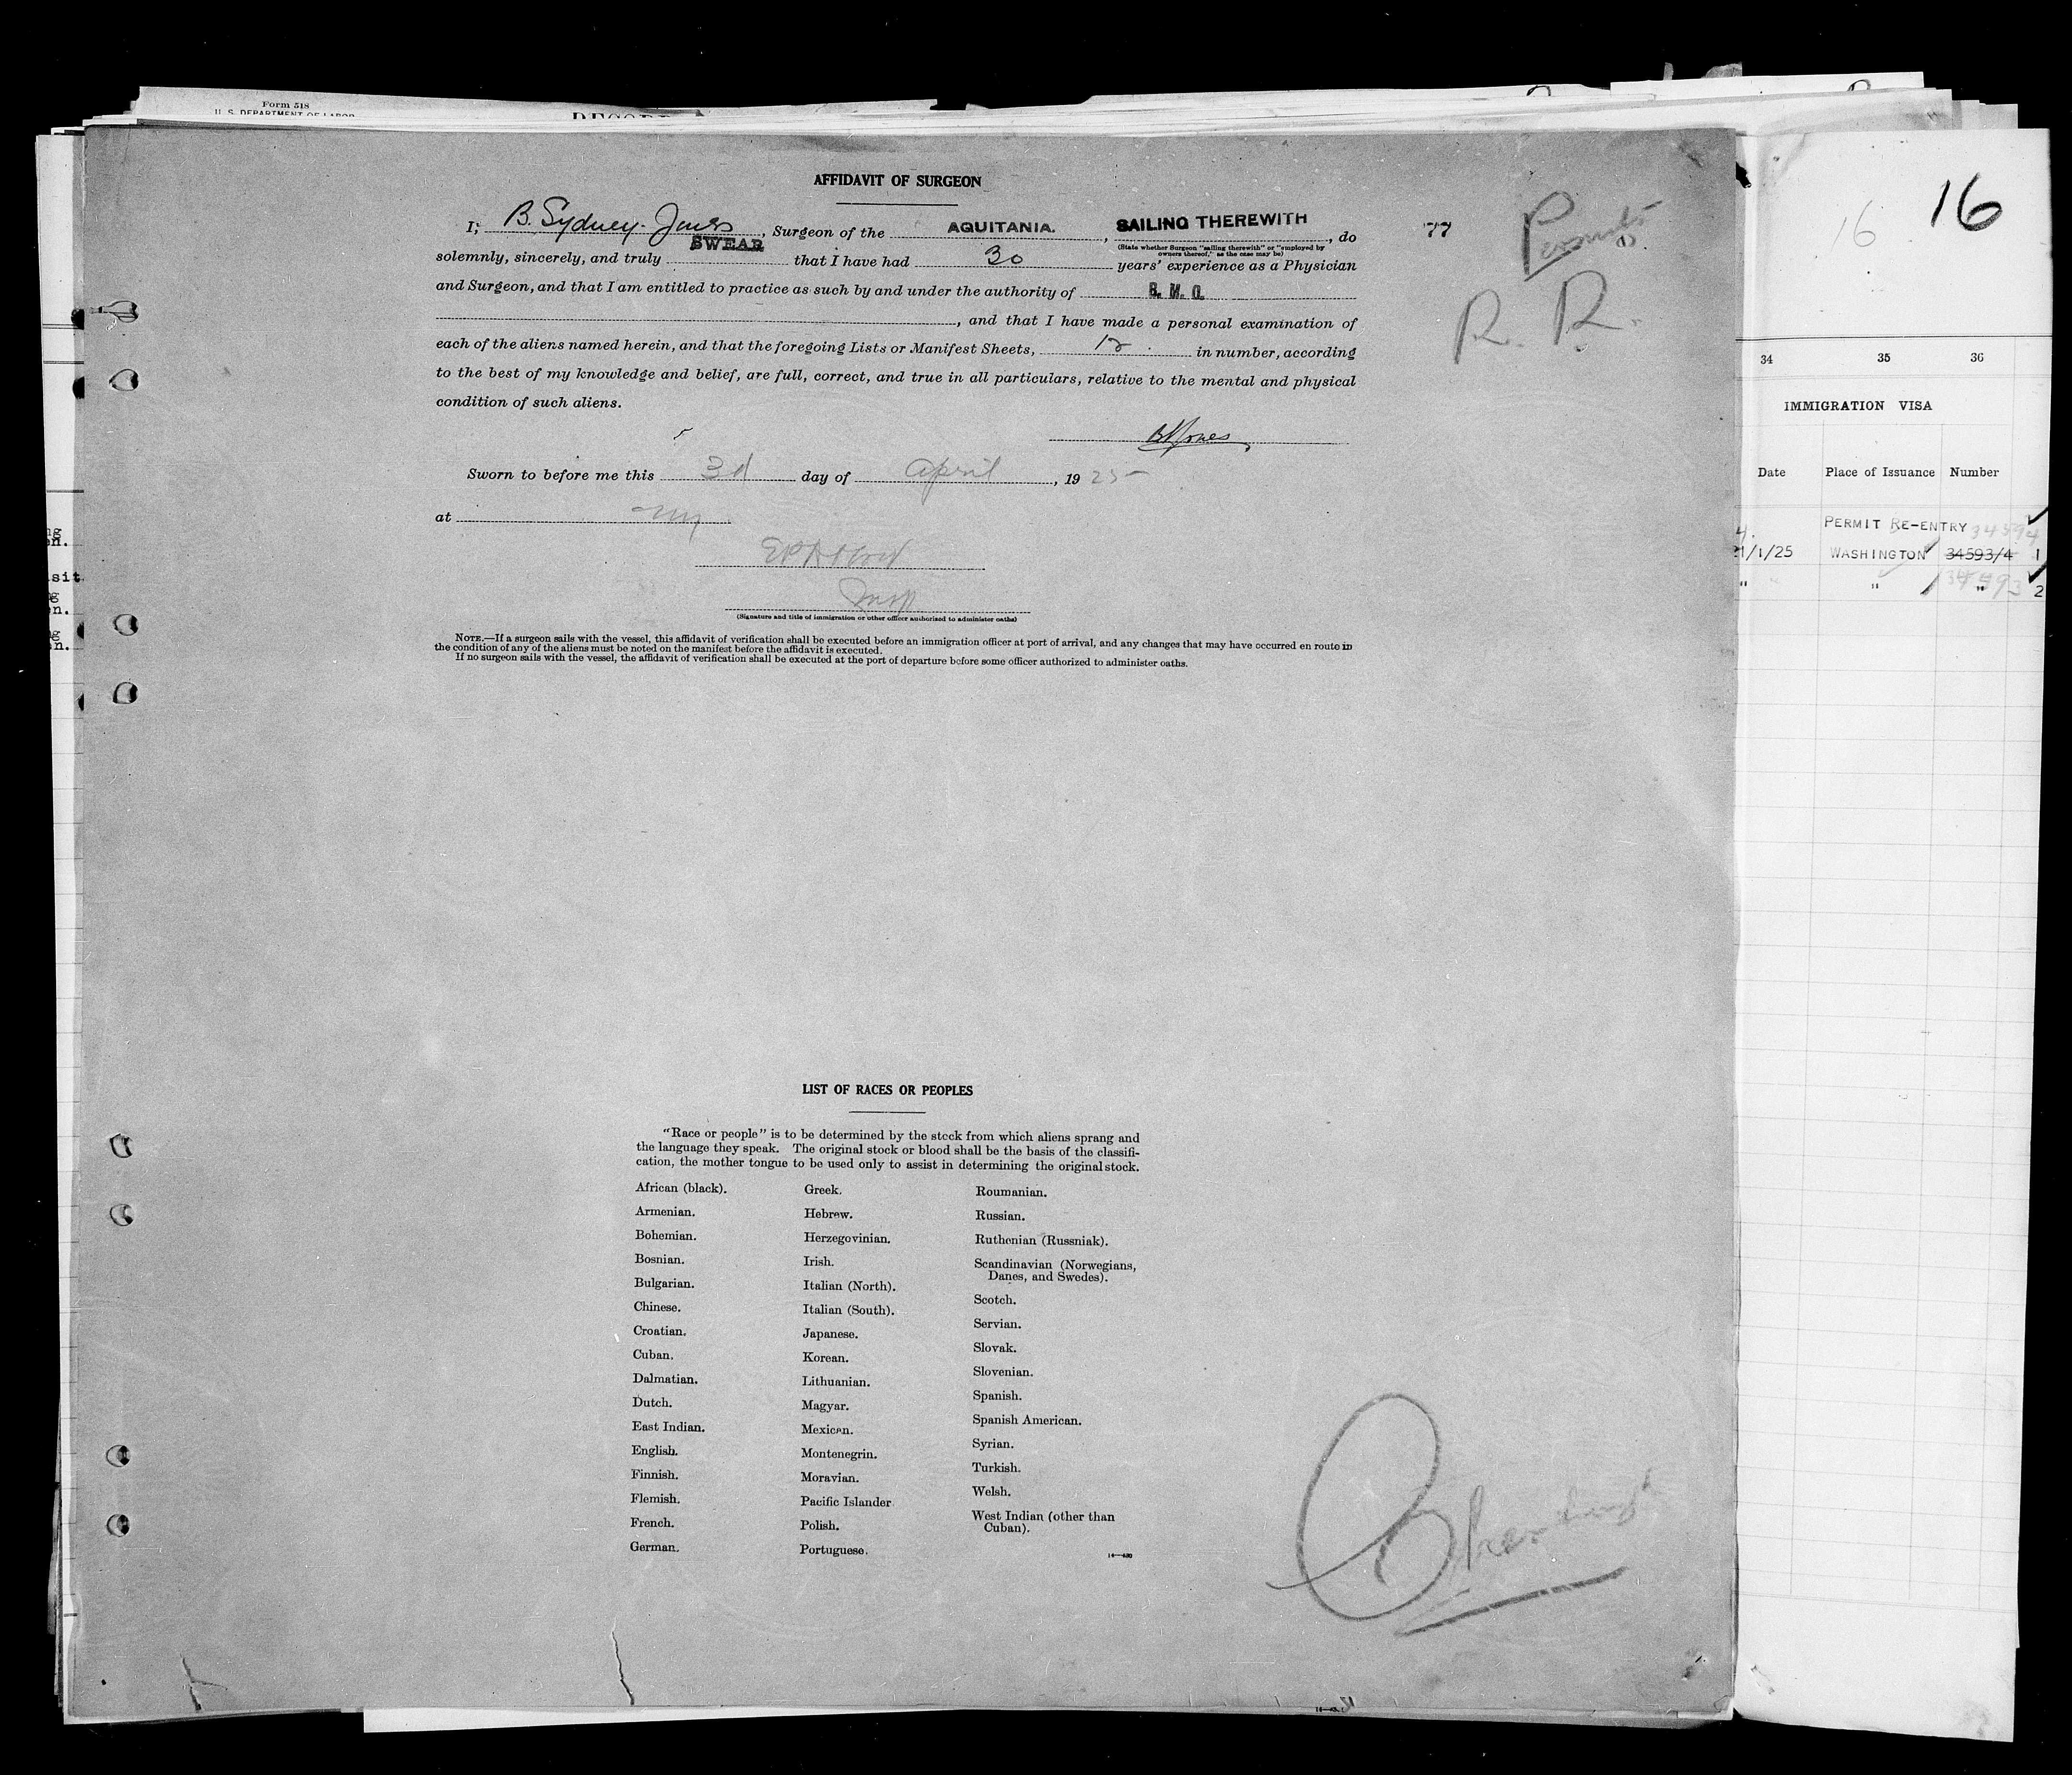 Form 518
U. S. DEPARTMENT OF LABOR
AFFIDAVIT OF SURGEON
I, B. Sydney-Jones, Surgeon of the AQUITANIA., SAILING THEREWITH, do
(State whether Surgeon "sailing therewith" or "employed by owners thereof," as the case may be)
solemnly, sincerely, and truly SWEAR that I have had 30 years' experience as a Physician
and Surgeon, and that I am entitled to practice as such by and under the authority of
, and that I have made a personal examination of
each of the aliens named herein, and that the foregoing Lists or Manifest Sheets, 12 in number, according
to the best of my knowledge and belief, are full, correct, and true in all particulars, relative to the mental and physical
condition of such aliens.
BSJones
Sworn to before me this 3d day of April, 1925
at NY
Insp
(Signature and title of immigration or other officer authorized to administer oaths)
NOTE.—If a surgeon sails with the vessel, this affidavit of verification shall be executed before an immigration officer at port of arrival, and any changes that may have occurred en route in
the condition of any of the aliens must be noted on the manifest before the affidavit is executed.
If no surgeon sails with the vessel, the affidavit of verification shall be executed at the port of departure before some officer authorized to administer oaths.
77
Permits
R. R.
LIST OF RACES OR PEOPLES
"Race or people" is to be determined by the stock from which aliens sprang and
the language they speak. The original stock or blood shall be the basis of the classifi-
cation, the mother tongue to be used only to assist in determining the original stock.
African (black).
Armenian.
Bohemian.
Bosnian.
Bulgarian.
Chinese.
Croatian.
Cuban.
Dalmatian.
Dutch.
East Indian.
English.
Finnish.
Flemish.
French.
German.
Greek.
Hebrew.
Herzegovinian.
Irish.
Italian (North).
Italian (South).
Japanese.
Korean.
Lithuanian.
Magyar.
Mexican.
Montenegrin.
Moravian.
Pacific Islander
Polish.
Portuguese.
Roumanian.
Russian.
Ruthenian (Russniak).
Scandinavian (Norwegians,
Danes, and Swedes).
Scotch.
Servian.
Slovak.
Slovenian.
Spanish.
Spanish American.
Syrian.
Turkish.
Welsh.
West Indian (other than
Cuban).
16 16
34 35 36
IMMIGRATION VISA
Date Place of Issuance Number
PERMIT RE-ENTRY 34594
1/1/25 WASHINGTON 34593/4 1
" " 34593 " 2